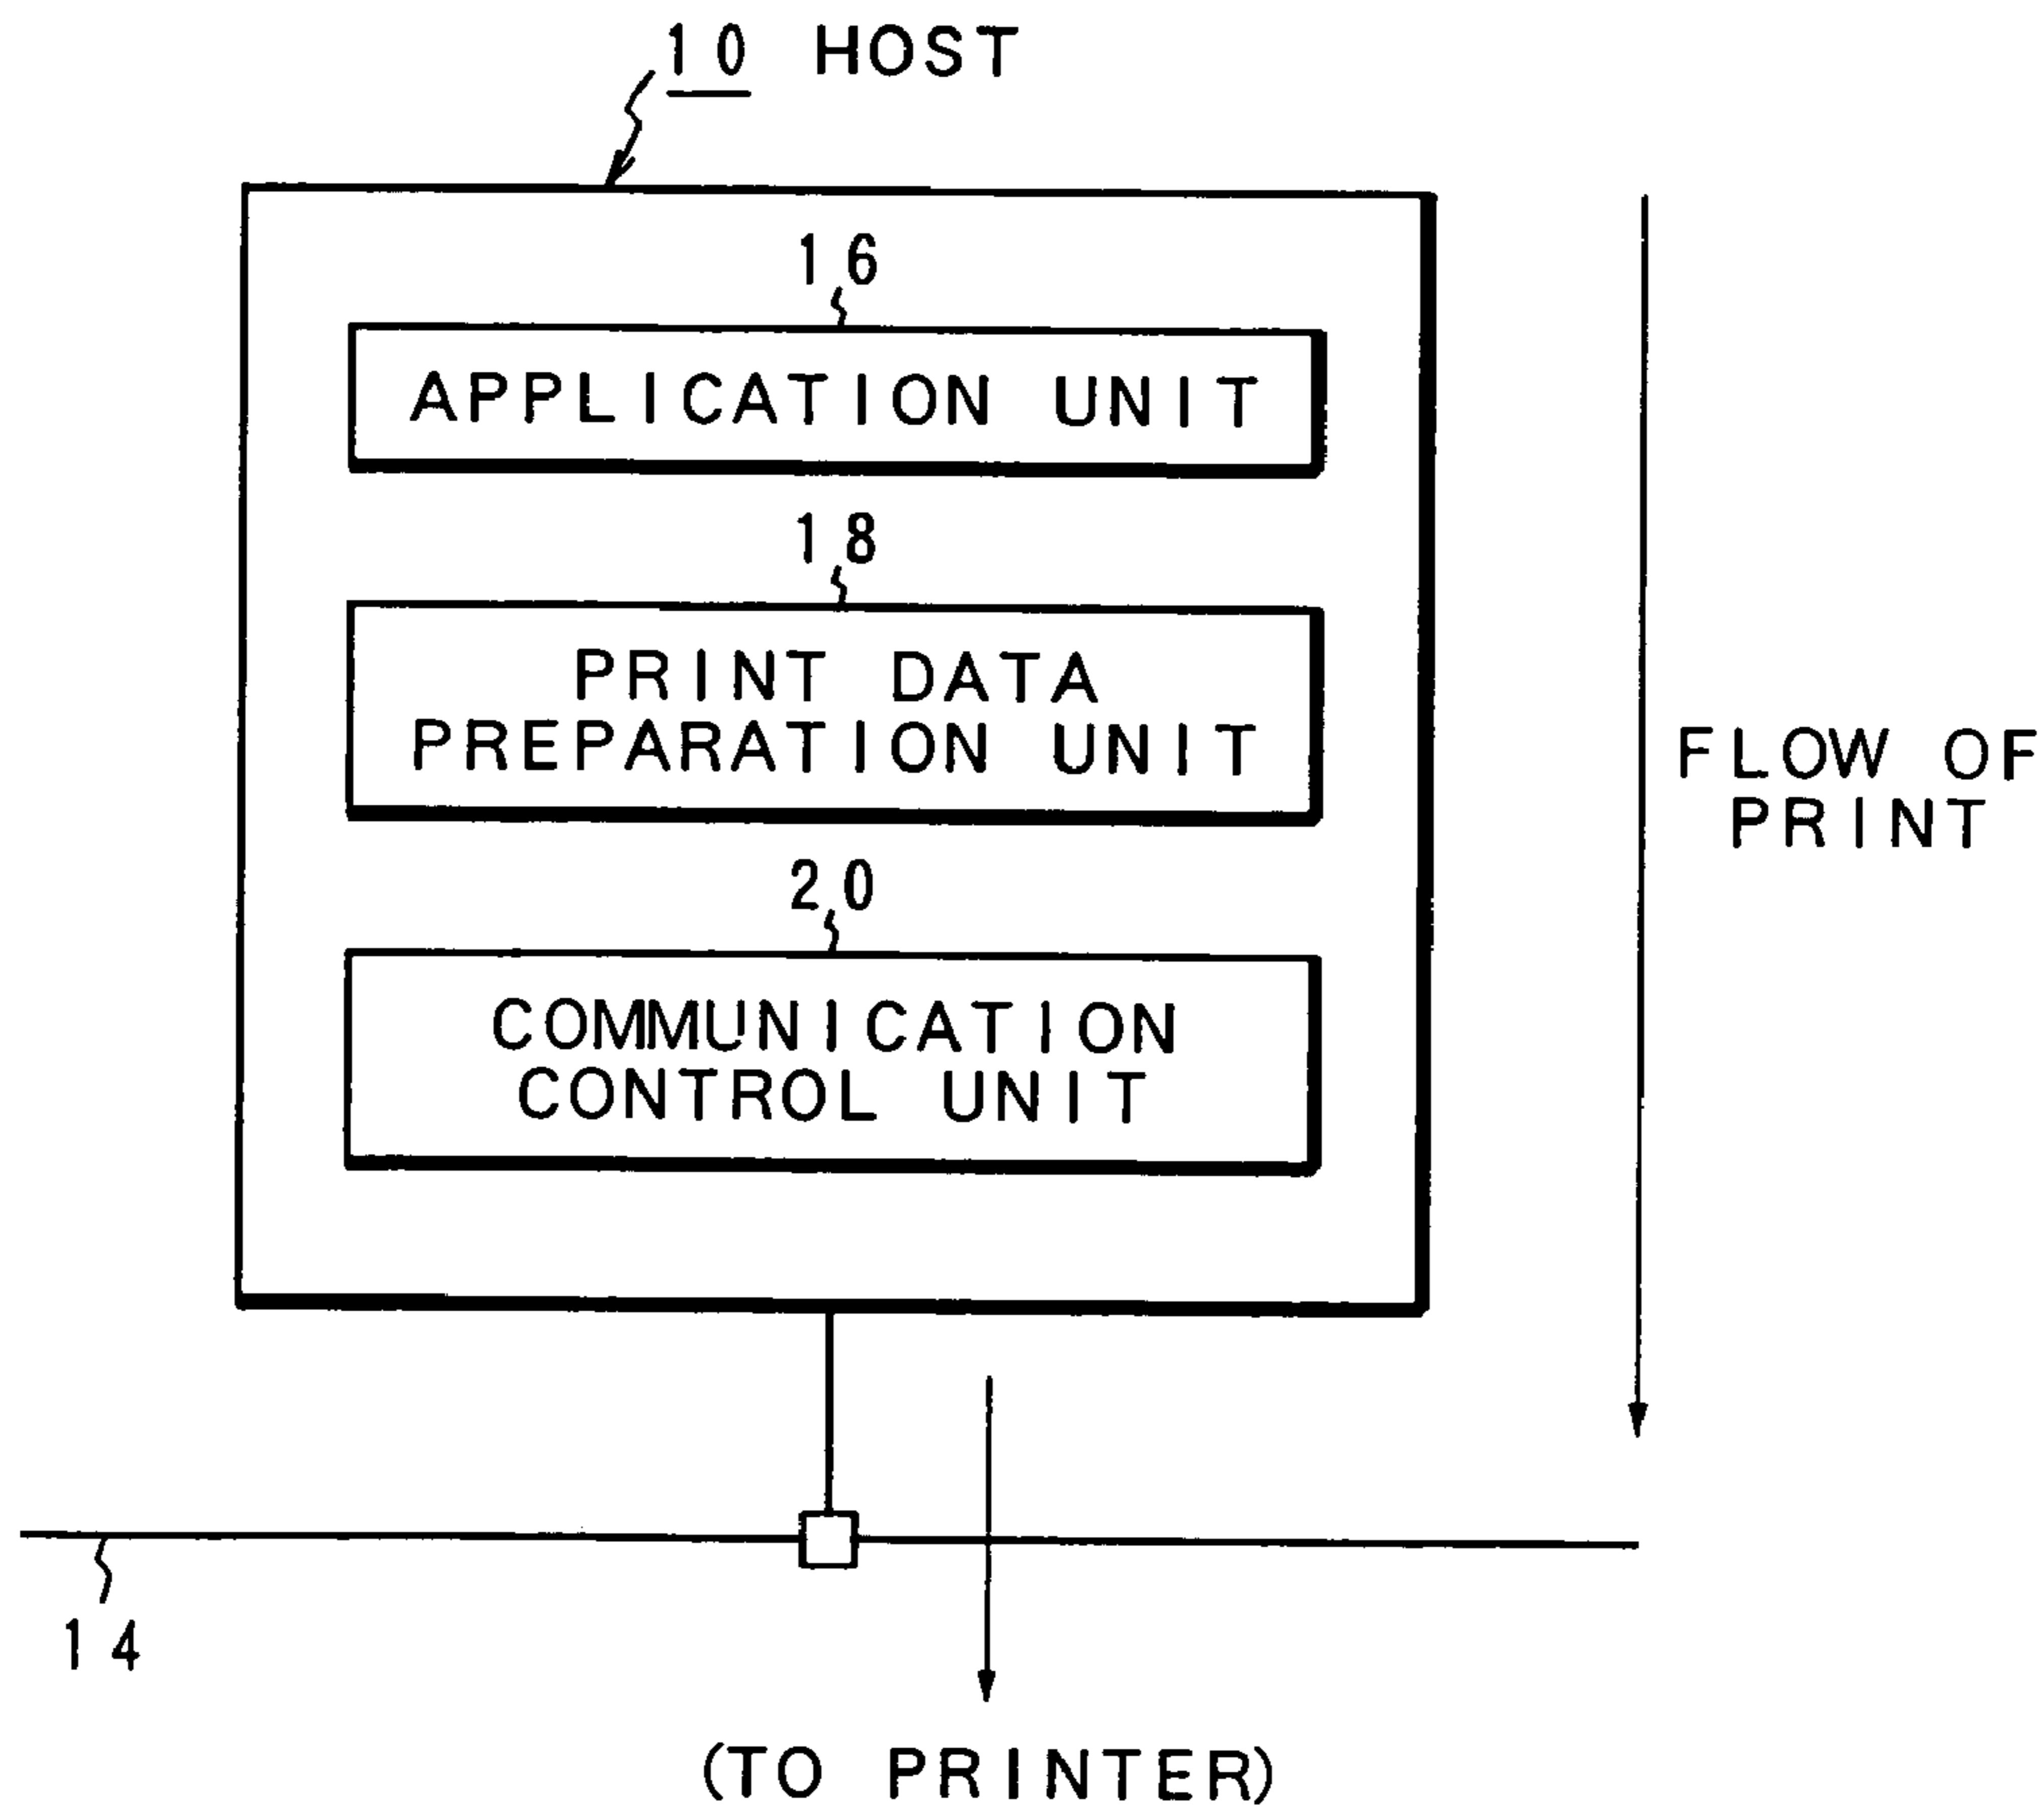 10 HOST
16
APPLICATION UNIT
18
PRINT DATA
PREPARATION UNIT
FLOW OF
PRINT
20
COMMUNICATION
CONTROL UNIT
14
(TO PRINTER)